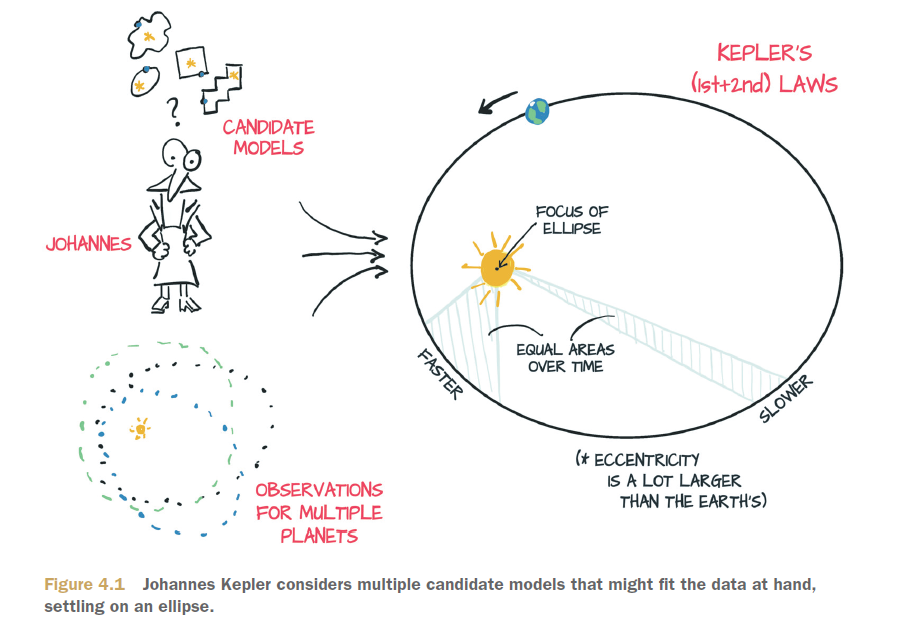 KEPLER'S
(1st+2nd) LAWS
?
CANDIDATE
MODELS
JOHANNES
FOCUS OF
ELLIPSE
EQUAL AREAS
OVER TIME
FASTER
SLOWER
(* ECCENTRICITY
IS A LOT LARGER
THAN THE EARTH'S)
OBSERVATIONS
FOR MULTIPLE
PLANETS
Figure 4.1 Johannes Kepler considers multiple candidate models that might fit the data at hand,
settling on an ellipse.